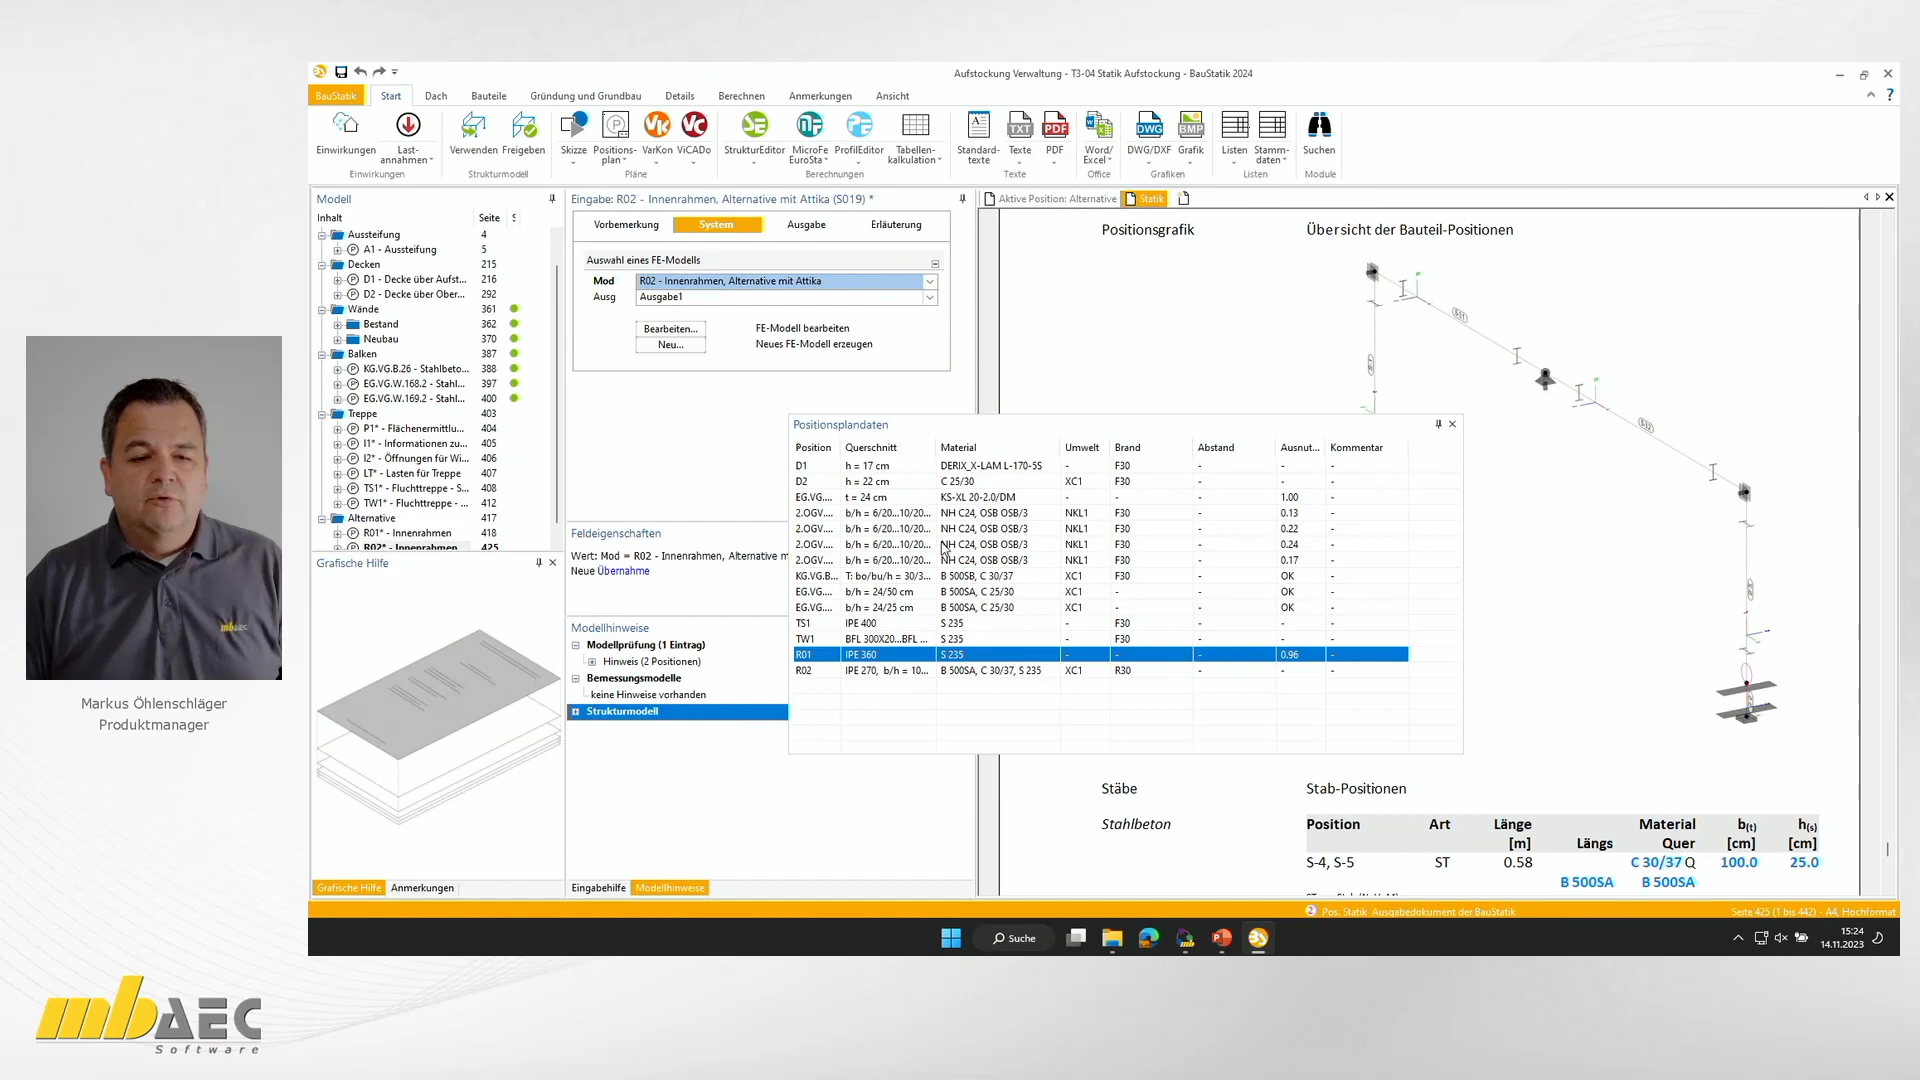 Aufstockung Verwaltung - T3-04 Statik Aufstockung - BauStatik 2024
BauStatik Start Dach Bauteile Gründung und Grundbau Details Berechnen Anmerkungen Ansicht
Einwirkungen Last-annahmen Verwenden Freigeben Skizze Positions-plan VarKon ViCADo StrukturEditor MicroFe EuroSta ProfilEditor Tabellen-kalkulation Standard-texte Texte PDF Word/Excel DWG/DXF Grafik Listen Stamm-daten Suchen
Einwirkungen Strukturmodell Pläne Berechnungen Texte Office Grafiken Listen Module
Modell
Inhalt Seite
Aussteifung 4
A1 - Aussteifung 5
Decken 215
D1 - Decke über Aufst... 216
D2 - Decke über Ober... 292
Wände 361
Bestand 362
Neubau 370
Balken 387
KG.VG.B.26 - Stahlbeto... 388
EG.VG.W.168.2 - Stahl... 397
EG.VG.W.169.2 - Stahl... 400
Treppe 403
P1* - Flächenermittlu... 404
I1* - Informationen zu... 405
I2* - Öffnungen für Wi... 406
LT* - Lasten für Treppe 407
TS1* - Fluchttreppe - S... 408
TW1* - Fluchttreppe - ... 412
Alternative 417
R01* - Innenrahmen 418
R02* - Innenrahmen 425
Grafische Hilfe
Grafische Hilfe Anmerkungen
Eingabe: R02 - Innenrahmen, Alternative mit Attika (S019) *
Vorbemerkung System Ausgabe Erläuterung
Auswahl eines FE-Modells
Mod R02 - Innenrahmen, Alternative mit Attika
Ausg Ausgabe1
Bearbeiten... FE-Modell bearbeiten
Neu... Neues FE-Modell erzeugen
Feldeigenschaften
Wert: Mod = R02 - Innenrahmen, Alternative m
Neue Übernahme
Modellhinweise
Modellprüfung (1 Eintrag)
Hinweis (2 Positionen)
Bemessungsmodelle
keine Hinweise vorhanden
Strukturmodell
Eingabehilfe Modellhinweise
Aktive Position: Alternative Statik
Positionsgrafik Übersicht der Bauteil-Positionen
Positionsplandaten
Position Querschnitt Material Umwelt Brand Abstand Ausnut... Kommentar
D1 h = 17 cm DERIX_X-LAM L-170-5S - F30 - - -
D2 h = 22 cm C 25/30 XC1 F30 - - -
EG.VG.... t = 24 cm KS-XL 20-2.0/DM - - - 1.00 -
2.OGV.... b/h = 6/20...10/20... NH C24, OSB OSB/3 NKL1 F30 - 0.13 -
2.OGV.... b/h = 6/20...10/20... NH C24, OSB OSB/3 NKL1 F30 - 0.22 -
2.OGV.... b/h = 6/20...10/20... NH C24, OSB OSB/3 NKL1 F30 - 0.24 -
2.OGV.... b/h = 6/20...10/20... NH C24, OSB OSB/3 NKL1 F30 - 0.17 -
KG.VG.B... T: bo/bu/h = 30/3... B 500SB, C 30/37 XC1 F30 - OK -
EG.VG.... b/h = 24/50 cm B 500SA, C 25/30 XC1 - - OK -
EG.VG.... b/h = 24/25 cm B 500SA, C 25/30 XC1 - - OK -
TS1 IPE 400 S 235 - F30 - - -
TW1 BFL 300X20...BFL ... S 235 - F30 - - -
R01 IPE 360 S 235 - - - 0.96 -
R02 IPE 270, b/h = 10... B 500SA, C 30/37, S 235 XC1 R30 - - -
Stäbe Stab-Positionen
Stahlbeton Position Art Länge Material b(t) h(s)
[m] Längs Quer [cm] [cm]
S-4, S-5 ST 0.58 C 30/37 Q 100.0 25.0
B 500SA B 500SA
2 Pos. Statik: Ausgabedokument der BauStatik Seite 425 (1 bis 442) - A4, Hochformat
Suche
15:24
14.11.2023
mbAEC
Markus Öhlenschläger
Produktmanager
mbAEC
Software